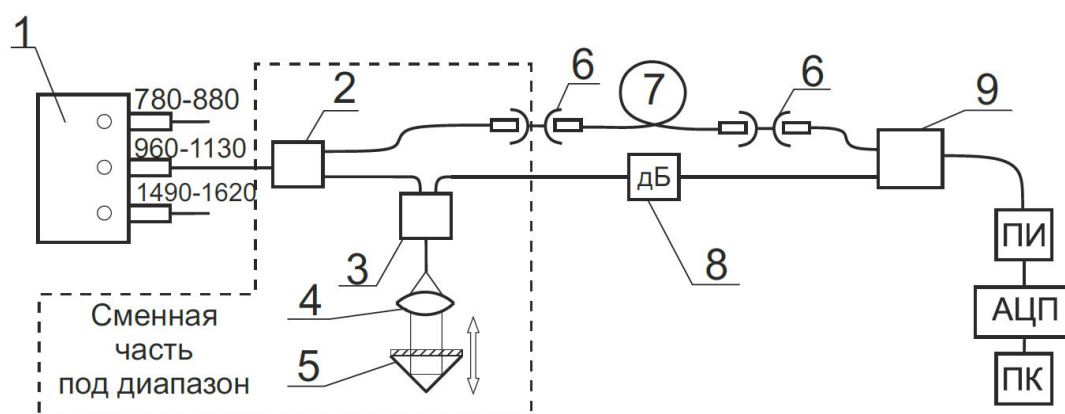 1
780-880
960-1130
1490-1620
2
3
4
5
6
7
6
9
дБ
8
ПИ
АЦП
ПК
Сменная
часть
под диапазон